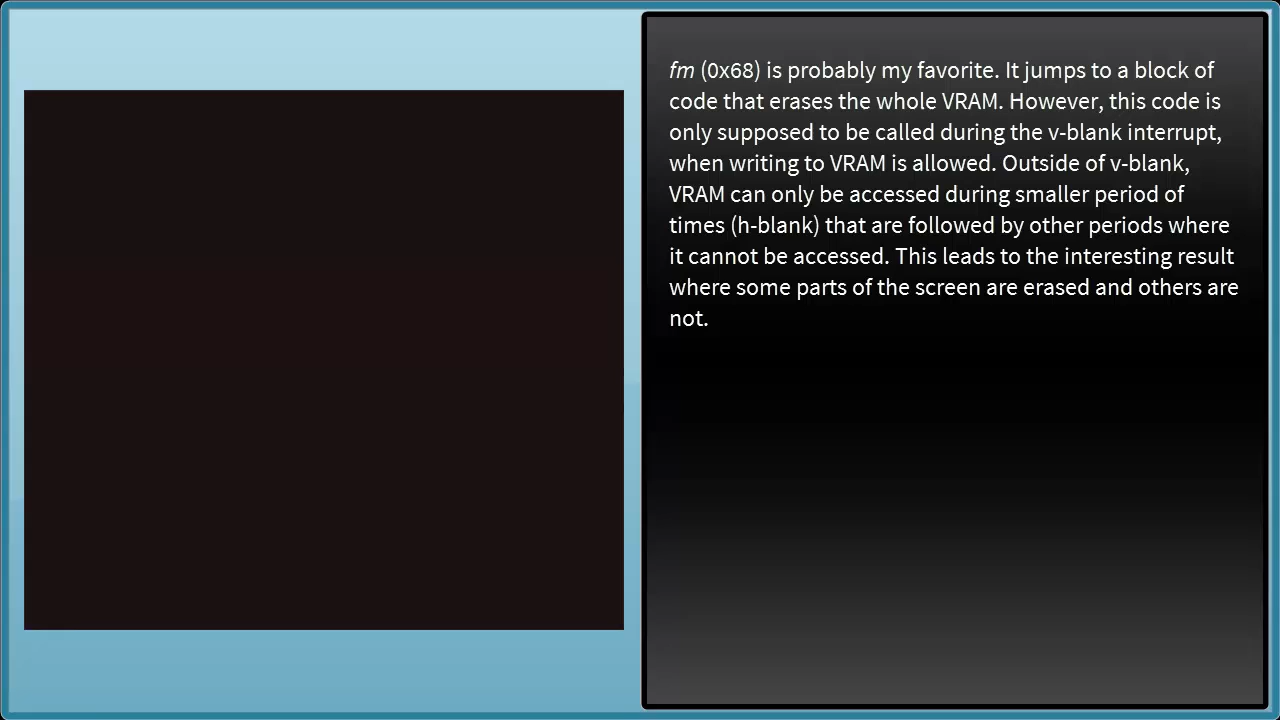 fm (0x68) is probably my favorite. It jumps to a block of
code that erases the whole VRAM. However, this code is
only supposed to be called during the v-blank interrupt,
when writing to VRAM is allowed. Outside of v-blank,
VRAM can only be accessed during smaller period of
times (h-blank) that are followed by other periods where
it cannot be accessed. This leads to the interesting result
where some parts of the screen are erased and others are
not.